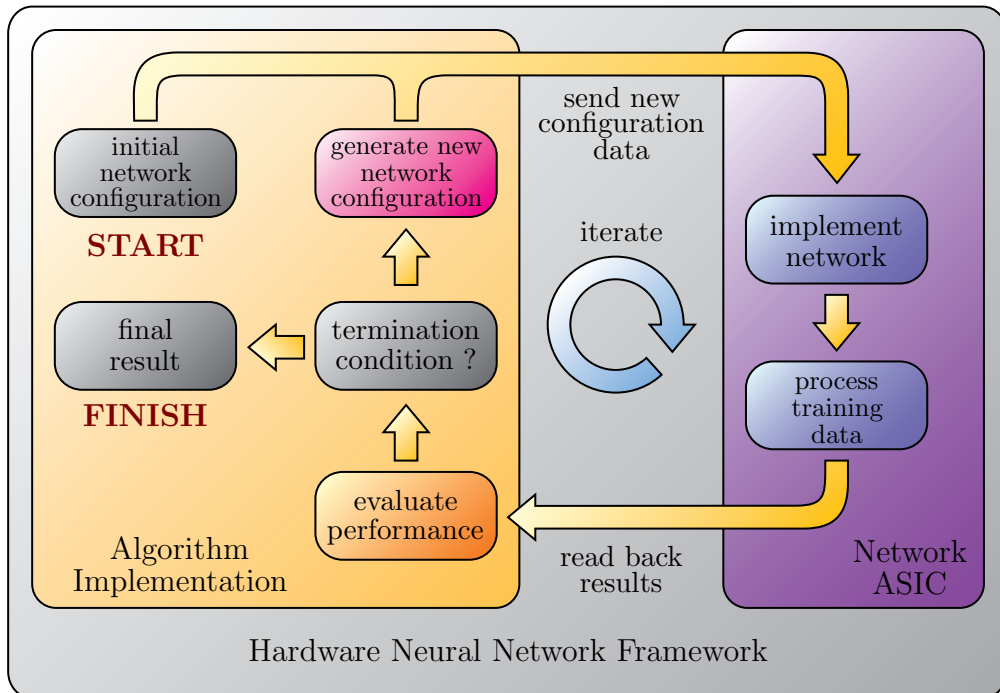 initial
network
configuration
START
generate new
network
configuration
send new
configuration
data
implement
network
iterate
final
result
FINISH
termination
condition ?
process
training
data
evaluate
performance
Algorithm
Implementation
read back
results
Network
ASIC
Hardware Neural Network Framework